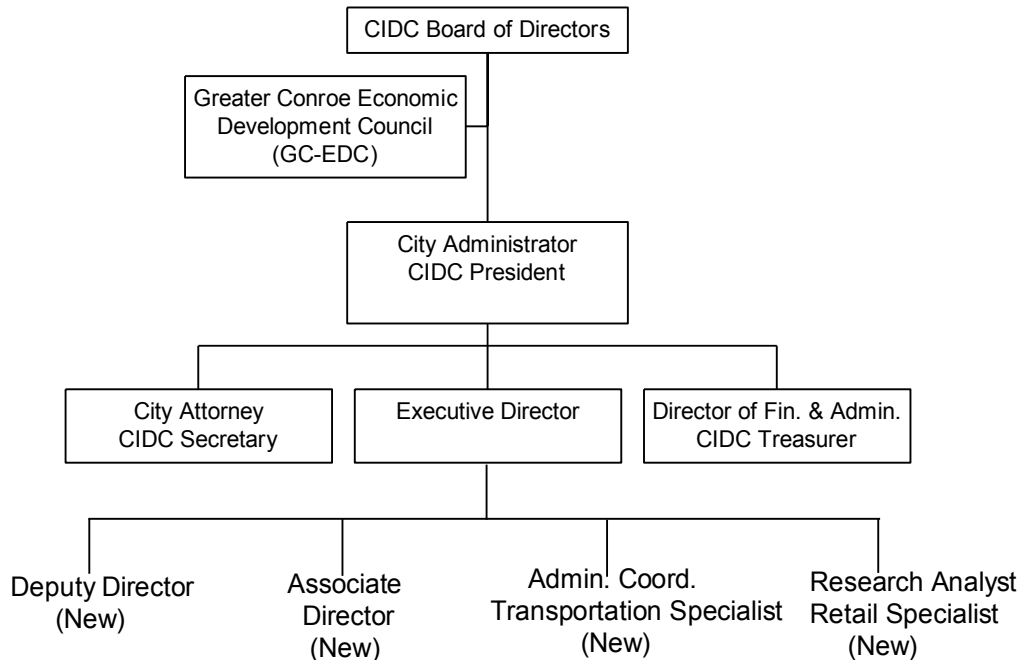 CIDC Board of Directors
Greater Conroe Economic
Development Council
(GC-EDC)
City Administrator
CIDC President
City Attorney
CIDC Secretary
Executive Director
Director of Fin. & Admin.
CIDC Treasurer
Deputy Director
(New)
Associate
Director
(New)
Admin. Coord.
Transportation Specialist
(New)
Research Analyst
Retail Specialist
(New)